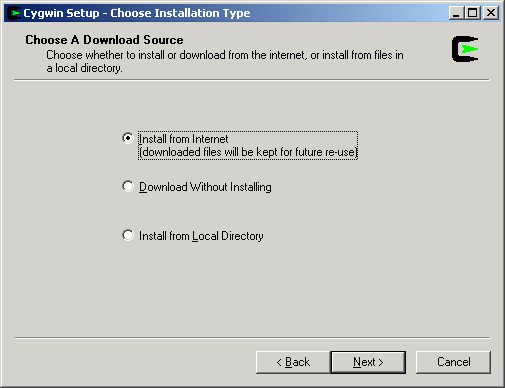 Cygwin Setup - Choose Installation Type
Choose A Download Source
Choose whether to install or download from the internet, or install from files in
a local directory.
Install from Internet
(downloaded files will be kept for future re-use)
Download Without Installing
Install from Local Directory
< Back
Next >
Cancel